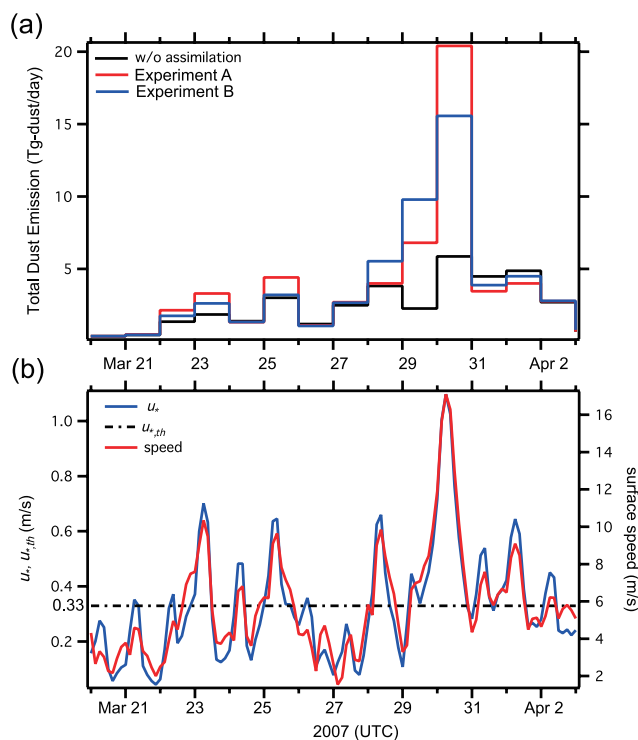 (a)
20
15
10
5
Total Dust Emission (Tg-dust/day)
w/o assimilation
Experiment A
Experiment B
Mar 21 23 25 27 29 31 Apr 2
(b)
1.0
0.8
0.6
0.4
0.33
0.2
u*, u*,th (m/s)
u*
u*,th
speed
16
14
12
10
8
6
4
2
surface speed (m/s)
Mar 21 23 25 27 29 31 Apr 2
2007 (UTC)